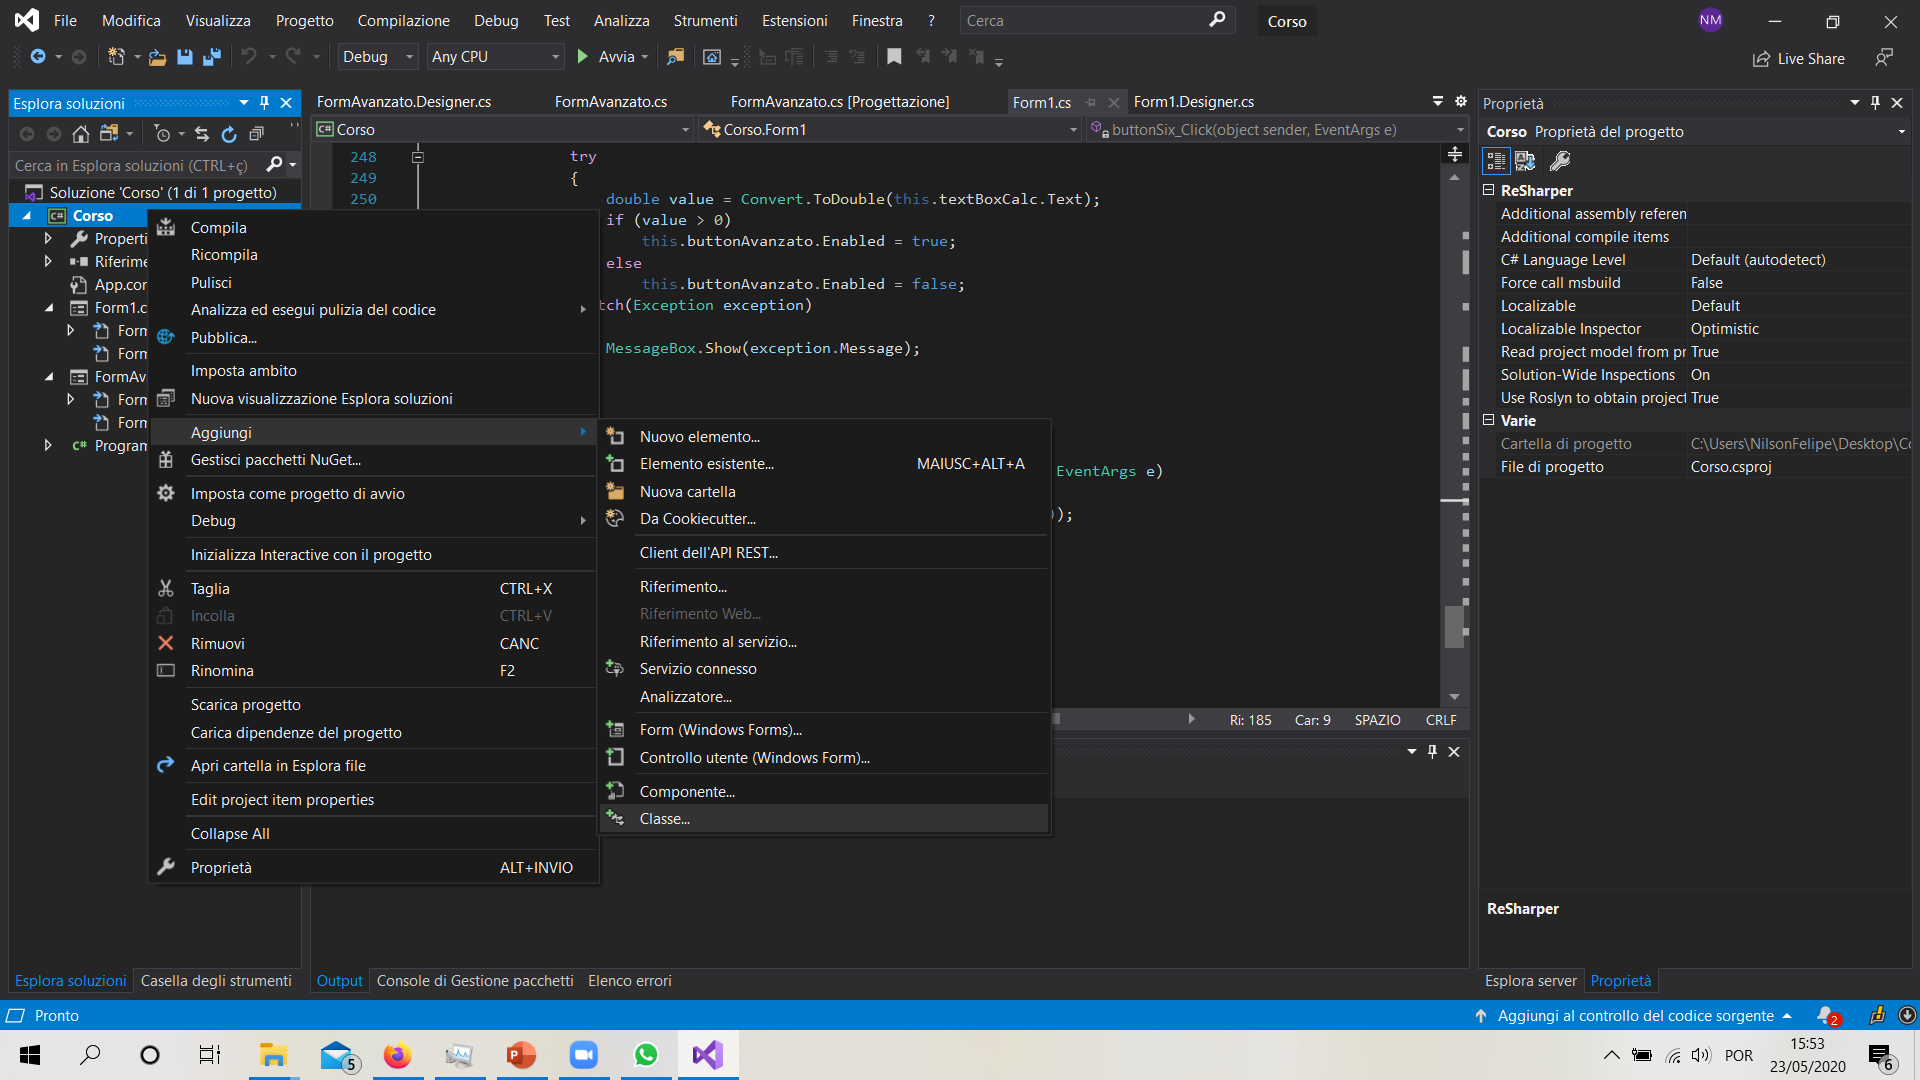 File Modifica Visualizza Progetto Compilazione Debug Test Analizza Strumenti Estensioni Finestra ? Cerca Corso NM
Debug Any CPU Avvia Live Share
Esplora soluzioni
Cerca in Esplora soluzioni (CTRL+ç)
Soluzione 'Corso' (1 di 1 progetto)
C# Corso
Properti
Riferime
App.cor
Form1.c
Form
Form
FormAv
Form
Form
C# Progran
Compila
Ricompila
Pulisci
Analizza ed esegui pulizia del codice
Pubblica...
Imposta ambito
Nuova visualizzazione Esplora soluzioni
Aggiungi
Gestisci pacchetti NuGet...
Imposta come progetto di avvio
Debug
Inizializza Interactive con il progetto
Taglia CTRL+X
Incolla CTRL+V
Rimuovi CANC
Rinomina F2
Scarica progetto
Carica dipendenze del progetto
Apri cartella in Esplora file
Edit project item properties
Collapse All
Proprietà ALT+INVIO
Nuovo elemento...
Elemento esistente... MAIUSC+ALT+A
Nuova cartella
Da Cookiecutter...
Client dell'API REST...
Riferimento...
Riferimento Web...
Riferimento al servizio...
Servizio connesso
Analizzatore...
Form (Windows Forms)...
Controllo utente (Windows Form)...
Componente...
Classe...
FormAvanzato.Designer.cs FormAvanzato.cs FormAvanzato.cs [Progettazione] Form1.cs Form1.Designer.cs
C# Corso Corso.Form1 buttonSix_Click(object sender, EventArgs e)
248 try
249 {
250 double value = Convert.ToDouble(this.textBoxCalc.Text);
if (value > 0)
this.buttonAvanzato.Enabled = true;
else
this.buttonAvanzato.Enabled = false;
tch(Exception exception)
MessageBox.Show(exception.Message);
EventArgs e)
));
Ri: 185 Car: 9 SPAZIO CRLF
Proprietà
Corso Proprietà del progetto
ReSharper
Additional assembly referen
Additional compile items
C# Language Level Default (autodetect)
Force call msbuild False
Localizable Default
Localizable Inspector Optimistic
Read project model from pr True
Solution-Wide Inspections On
Use Roslyn to obtain project True
Varie
Cartella di progetto C:\Users\NilsonFelipe\Desktop\Co
File di progetto Corso.csproj
ReSharper
Esplora soluzioni Casella degli strumenti Output Console di Gestione pacchetti Elenco errori Esplora server Proprietà
Pronto Aggiungi al controllo del codice sorgente 2
5 POR 15:53
23/05/2020 6